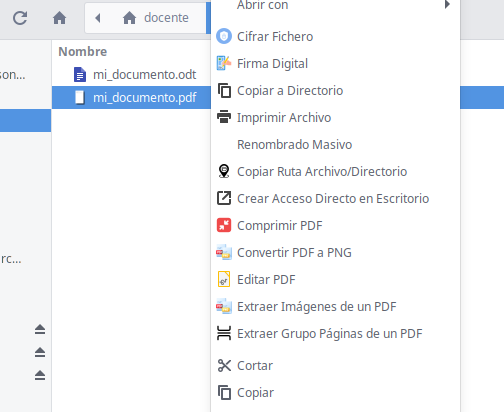 Abrir con
docente
Nombre
son...
mi_documento.odt
mi_documento.pdf
rc...
Cifrar Fichero
Firma Digital
Copiar a Directorio
Imprimir Archivo
Renombrado Masivo
Copiar Ruta Archivo/Directorio
Crear Acceso Directo en Escritorio
Comprimir PDF
Convertir PDF a PNG
Editar PDF
Extraer Imágenes de un PDF
Extraer Grupo Páginas de un PDF
Cortar
Copiar